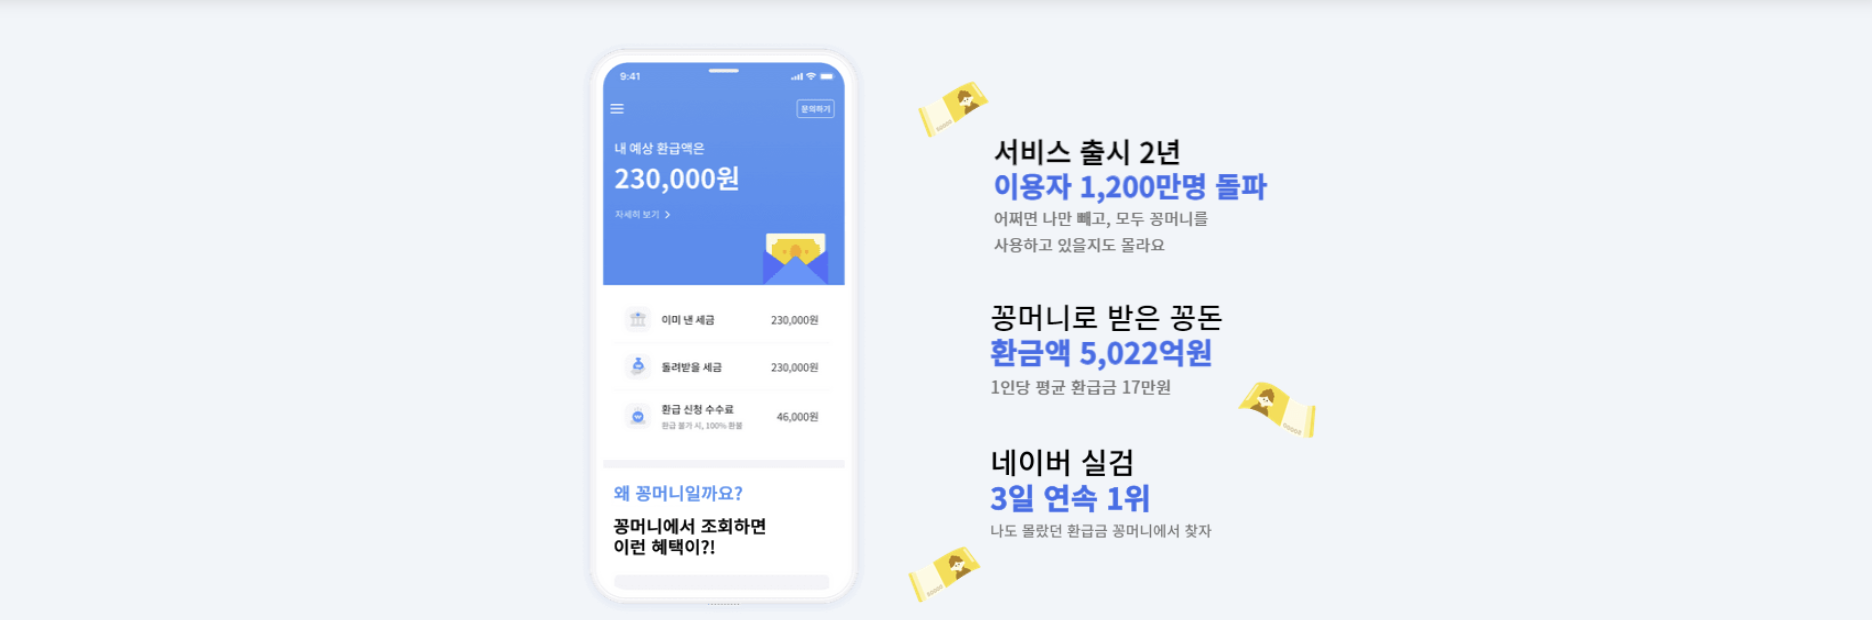 9:41
문의하기
내 예상 환급액은
230,000원
자세히 보기
이미 낸 세금 230,000원
돌려받을 세금 230,000원
환급 신청 수수료 46,000원
환급 불가 시, 100% 환불
왜 꽁머니일까요?
꽁머니에서 조회하면
이런 혜택이?!
서비스 출시 2년
이용자 1,200만명 돌파
어쩌면 나만 빼고, 모두 꽁머니를
사용하고 있을지도 몰라요
꽁머니로 받은 꽁돈
환금액 5,022억원
1인당 평균 환급금 17만원
네이버 실검
3일 연속 1위
나도 몰랐던 환급금 꽁머니에서 찾자